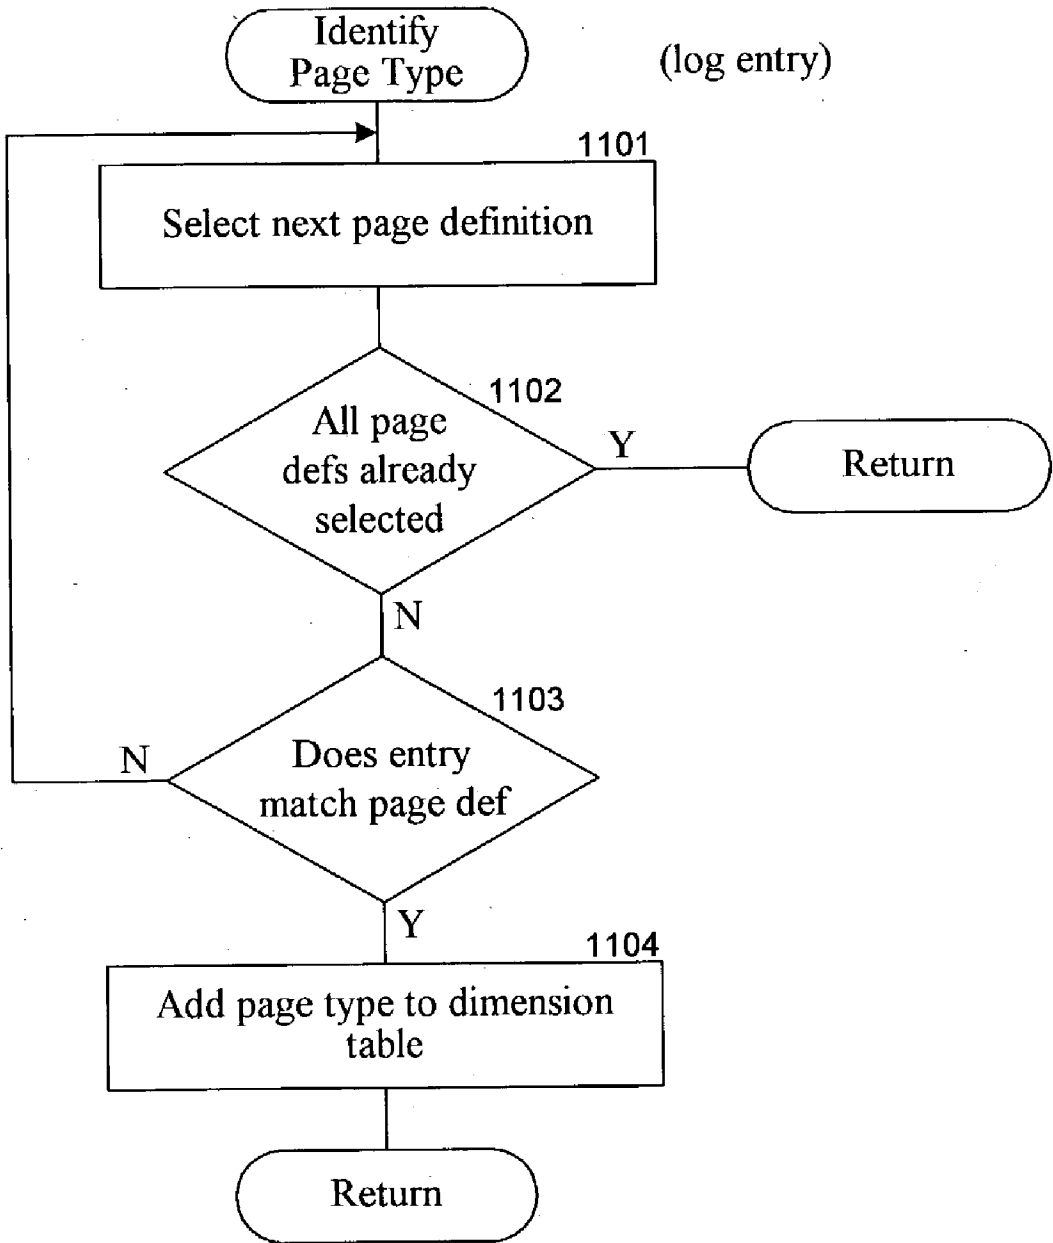 Identify
Page Type
(log entry)
1101
Select next page definition
1102
All page
defs already
selected
Y
Return
N
1103
Does entry
match page def
N
Y
1104
Add page type to dimension
table
Return